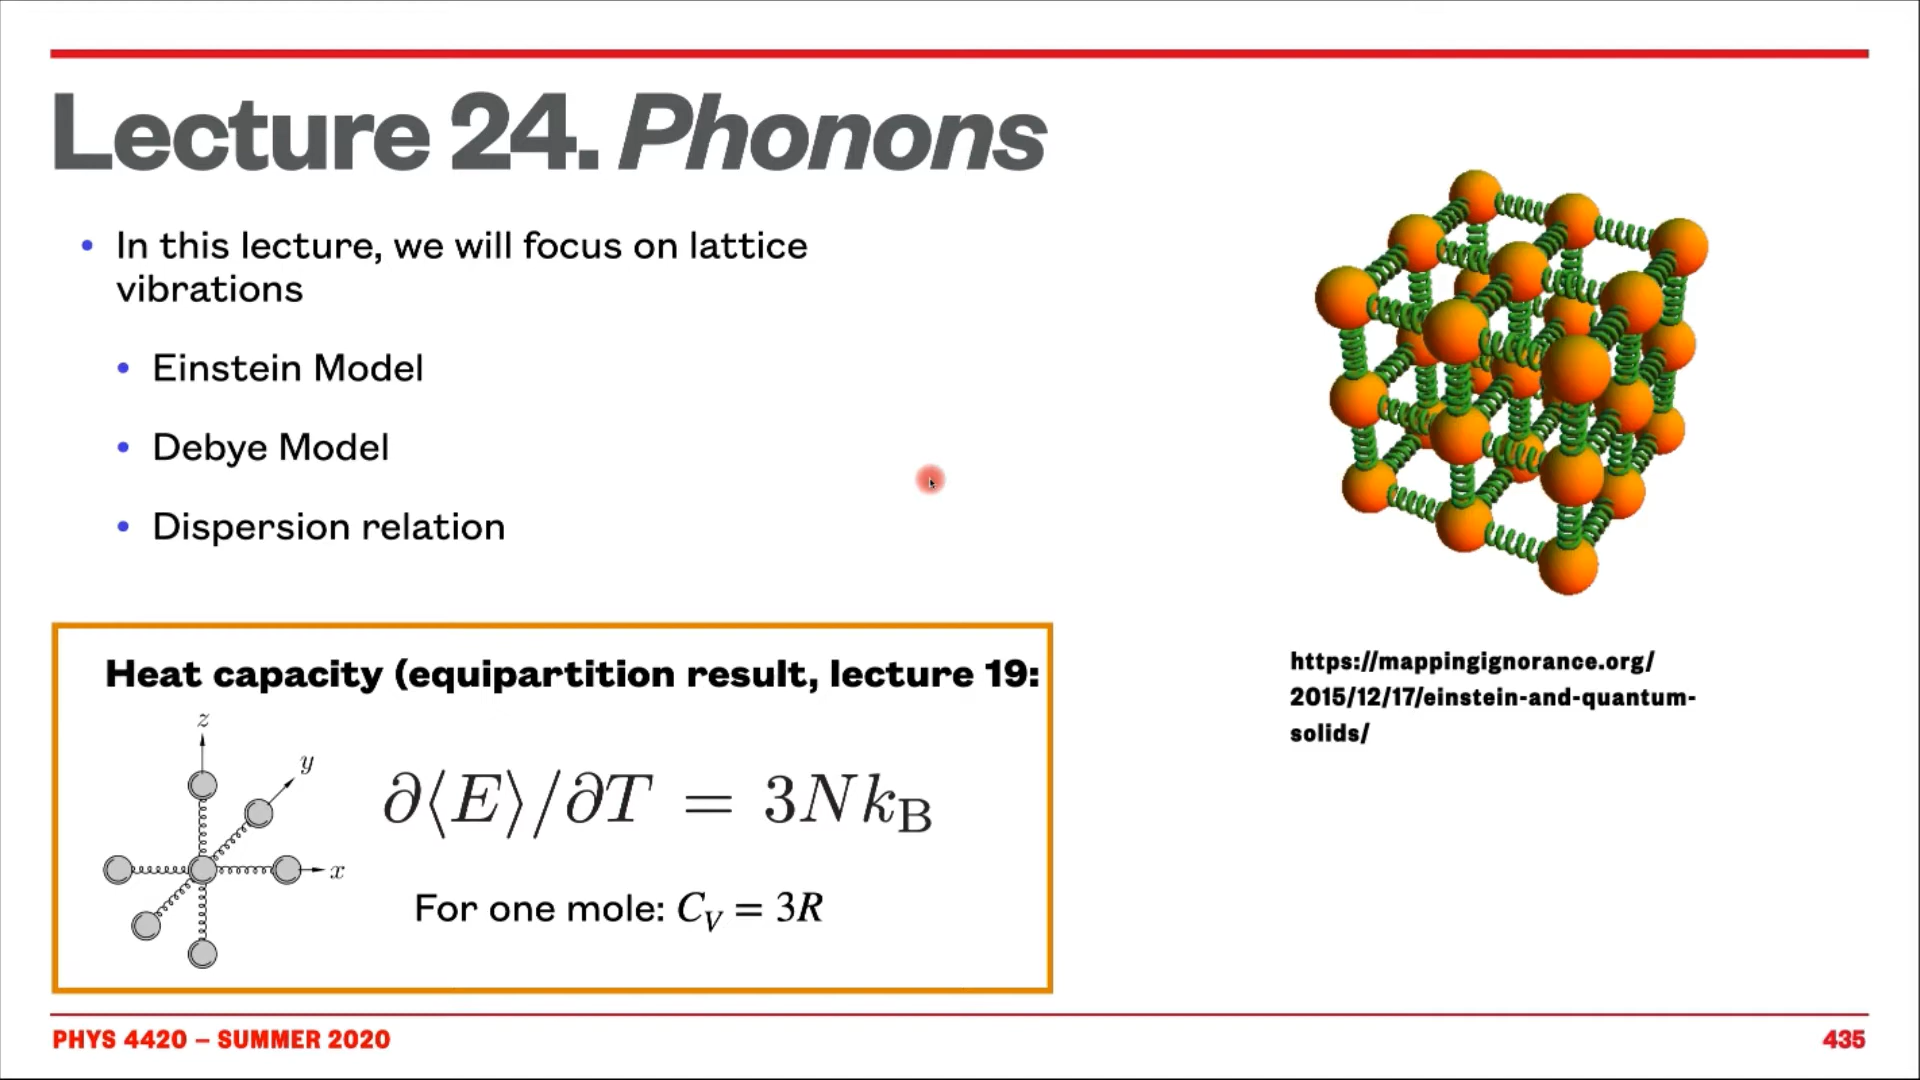 Lecture 24. Phonons
• In this lecture, we will focus on lattice
vibrations
• Einstein Model
• Debye Model
• Dispersion relation
Heat capacity (equipartition result, lecture 19:
z
y
x
∂⟨E⟩/∂T = 3Nk_B
For one mole: C_V = 3R
https://mappingignorance.org/
2015/12/17/einstein-and-quantum-
solids/
PHYS 4420 – SUMMER 2020
435